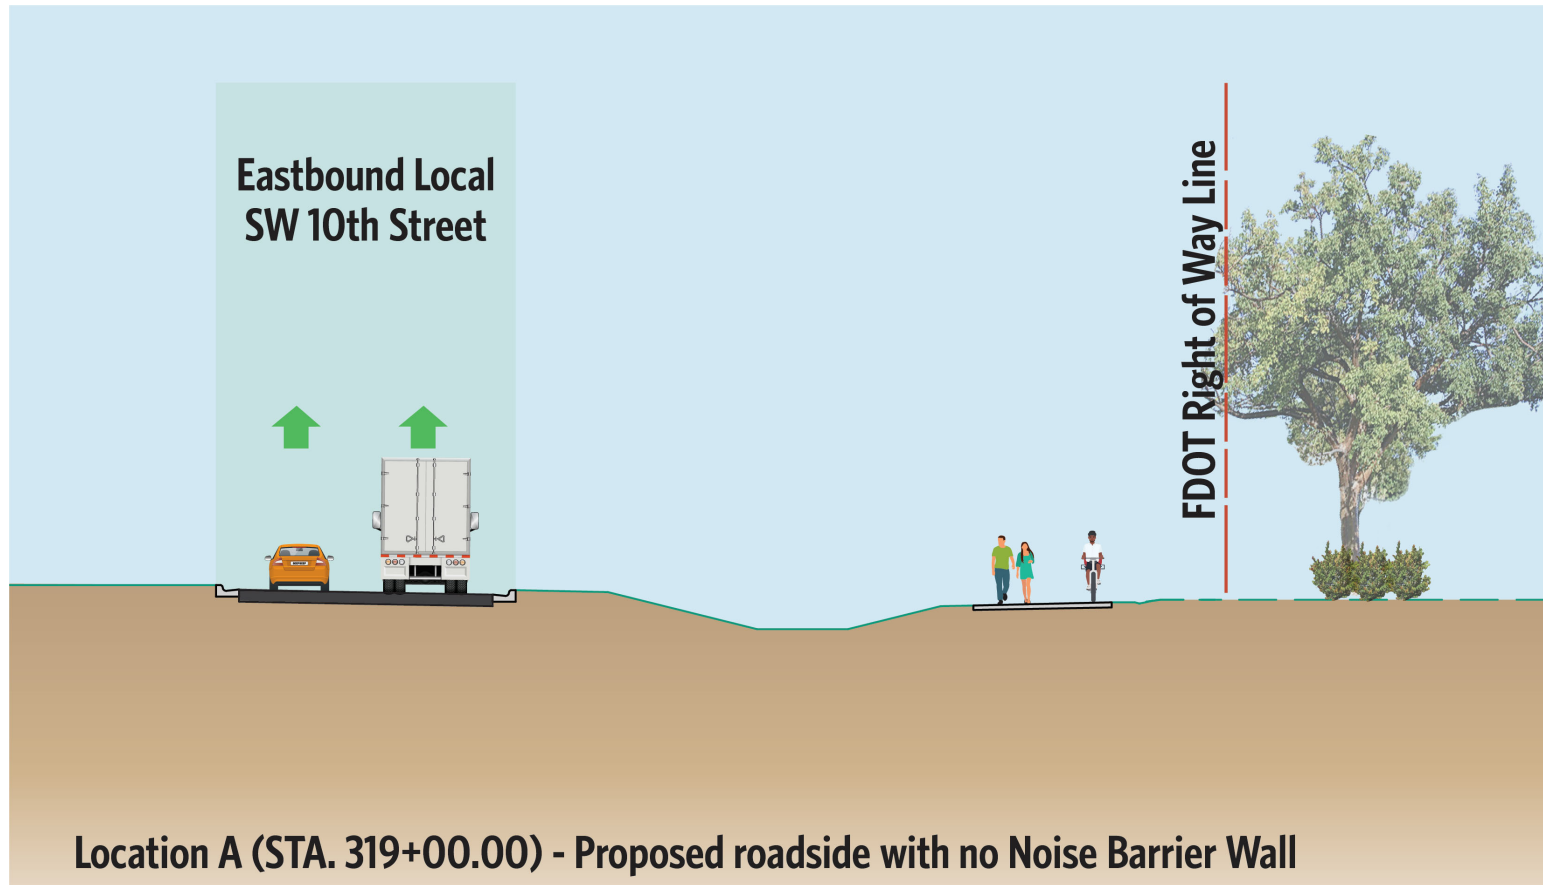 Eastbound Local
SW 10th Street
FDOT Right of Way Line
Location A (STA. 319+00.00) - Proposed roadside with no Noise Barrier Wall